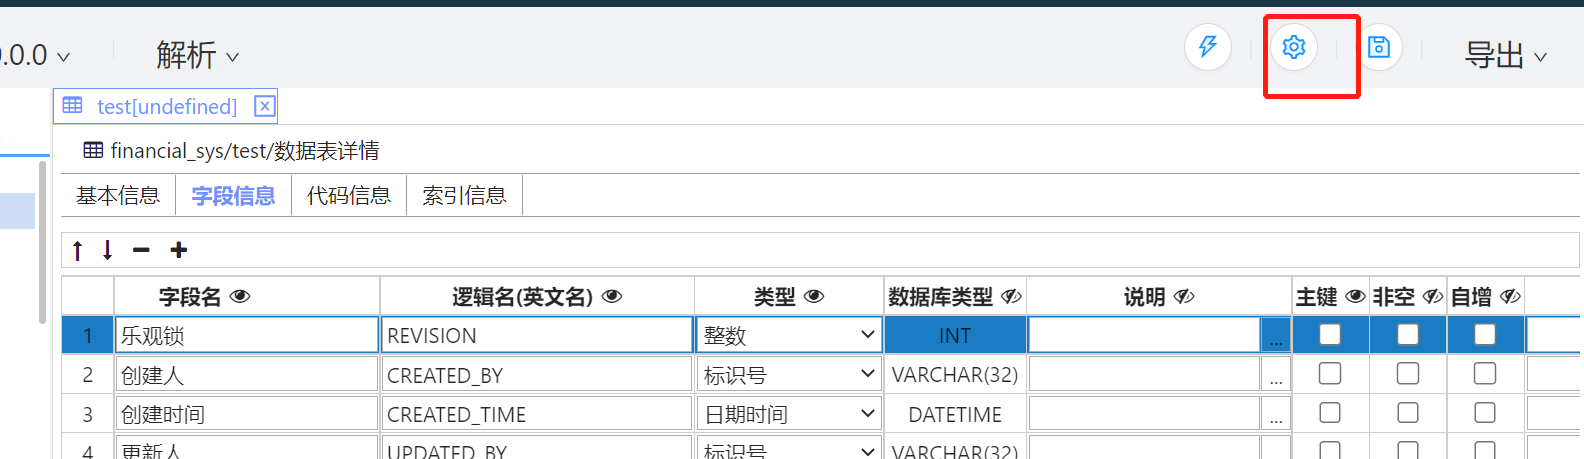 .0.0 解析 导出
test[undefined]
financial_sys/test/数据表详情
基本信息 字段信息 代码信息 索引信息
字段名 逻辑名(英文名) 类型 数据库类型 说明 主键 非空 自增
1 乐观锁 REVISION 整数 INT ...
2 创建人 CREATED_BY 标识号 VARCHAR(32) ...
3 创建时间 CREATED_TIME 日期时间 DATETIME ...
4 更新人 UPDATED_BY 标识号 VARCHAR(32) ...